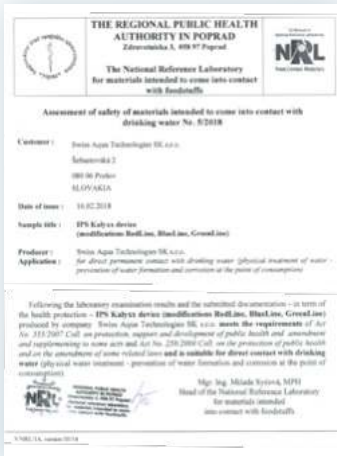 THE REGIONAL PUBLIC HEALTH
AUTHORITY IN POPRAD
Zdravotnícka 3, 058 97 Poprad
The National Reference Laboratory
for materials intended to come into contact
with foodstuffs
NRL
Assessment of safety of materials intended to come into contact with
drinking water No. 5/2018
Customer : Swiss Aqua Technologies SK s.r.o.
Šebastovská 2
080 06 Prešov
SLOVAKIA
Date of issue : 16.02.2018
Sample title : IPS Kalyxx device
(modifications RedLine, BlueLine, GreenLine)
Producer : Swiss Aqua Technologies SK s.r.o.
Application : for direct permanent contact with drinking water (physical treatment of water -
prevention of water formation and corrosion at the point of consumption)
Following the laboratory examination results and the submitted documentation – in term of
the health protection – IPS Kalyxx device (modifications RedLine, BlueLine, GreenLine)
produced by company Swiss Aqua Technologies SK s.r.o. meets the requirements of Act
No. 355/2007 Coll. on protection, support and development of public health and amendment
and supplementing to some acts and Act No. 250/2008 Coll. on the protection of public health
and on the amendment of some related laws and is suitable for direct contact with drinking
water (physical water treatment - prevention of water formation and corrosion at the point of
consumption)
NRL
Mgr. Ing. Milada Syčová, MPH
Head of the National Reference Laboratory
for materials intended
into contact with foodstuffs